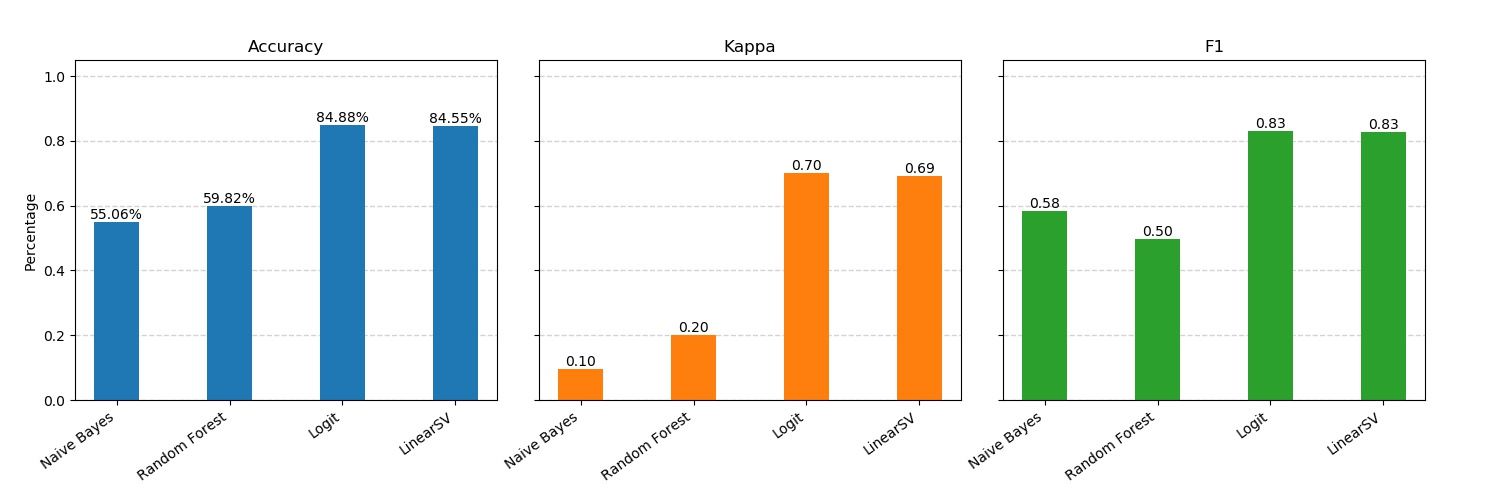 Accuracy
Kappa
F1
Percentage
1.0
0.8
0.6
0.4
0.2
0.0
55.06%
59.82%
84.88%
84.55%
Naive Bayes
Random Forest
Logit
LinearSV
0.10
0.20
0.70
0.69
Naive Bayes
Random Forest
Logit
LinearSV
0.58
0.50
0.83
0.83
Naive Bayes
Random Forest
Logit
LinearSV